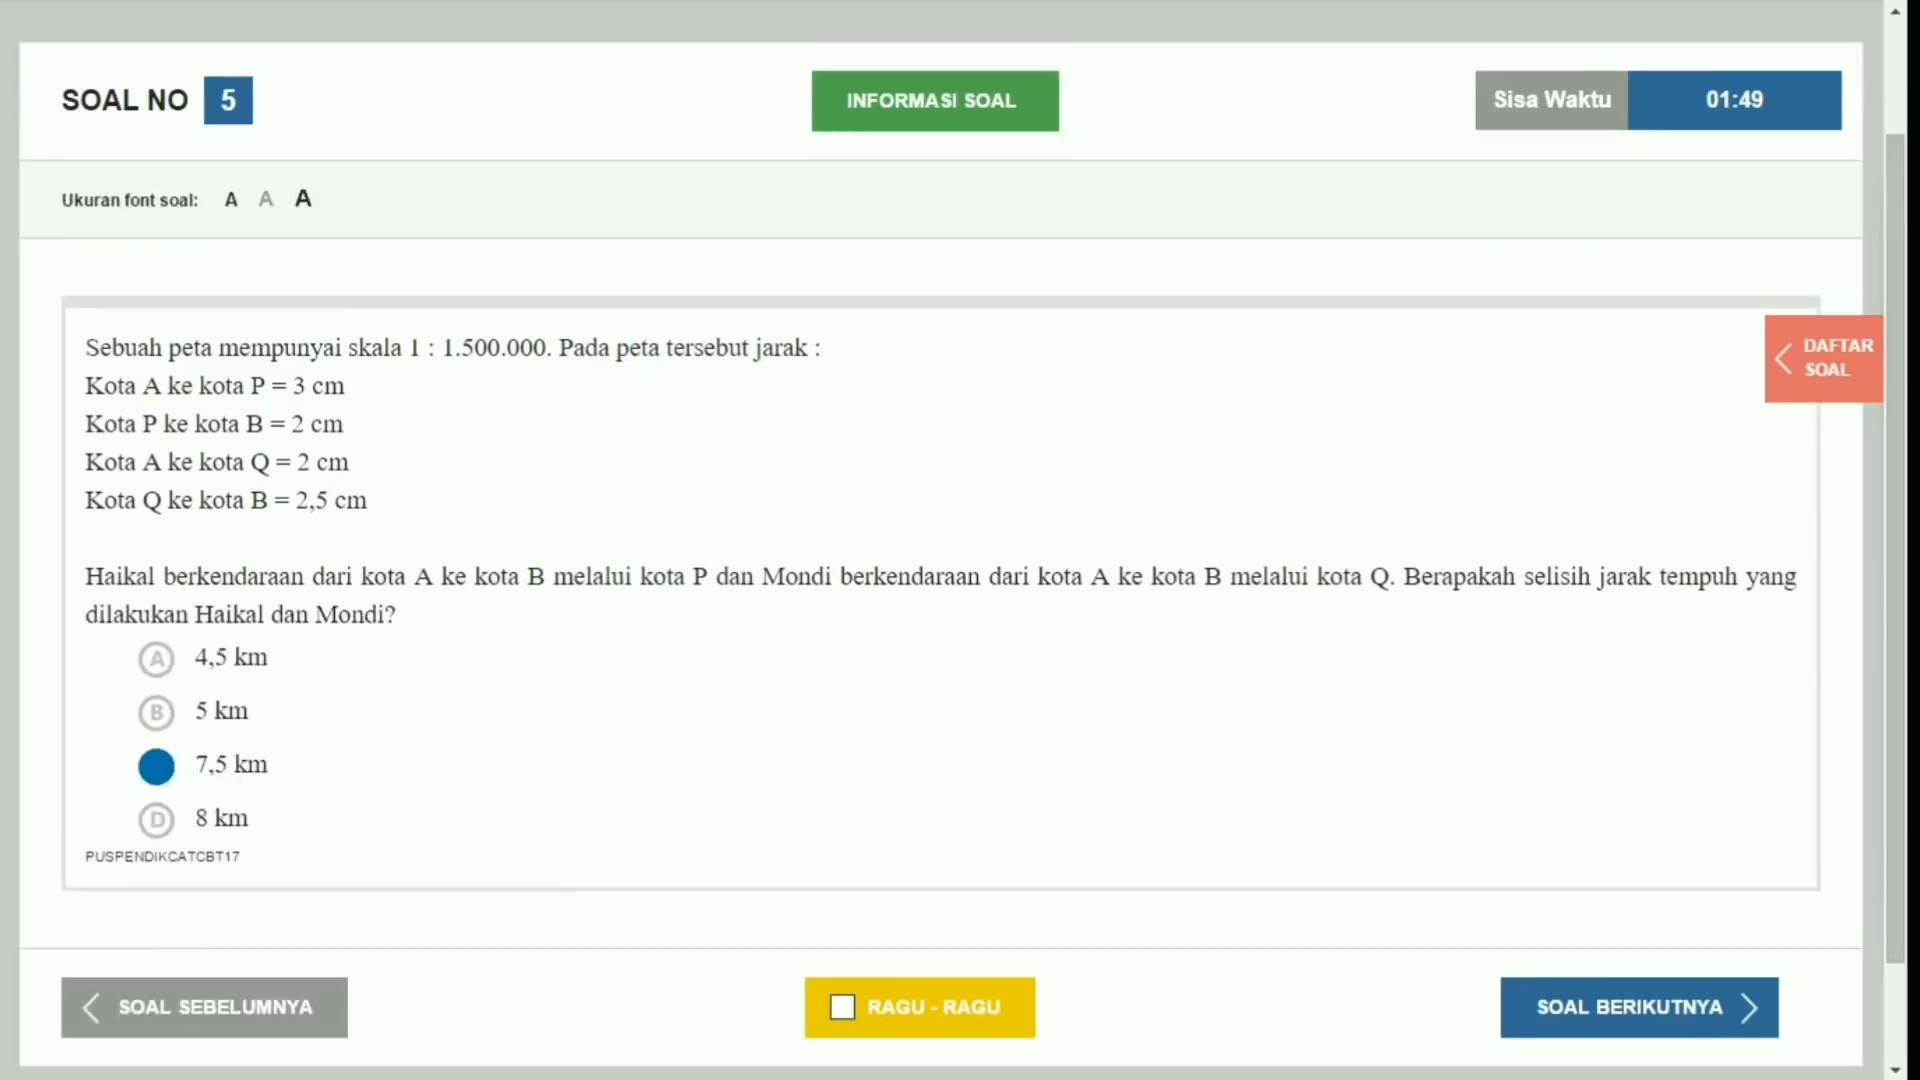 SOAL NO 5
INFORMASI SOAL
Sisa Waktu 01:49
Ukuran font soal: A A A
DAFTAR
SOAL
Sebuah peta mempunyai skala 1 : 1.500.000. Pada peta tersebut jarak :
Kota A ke kota P = 3 cm
Kota P ke kota B = 2 cm
Kota A ke kota Q = 2 cm
Kota Q ke kota B = 2,5 cm
Haikal berkendaraan dari kota A ke kota B melalui kota P dan Mondi berkendaraan dari kota A ke kota B melalui kota Q. Berapakah selisih jarak tempuh yang
dilakukan Haikal dan Mondi?
A 4,5 km
B 5 km
7,5 km
D 8 km
PUSPENDIKCATCBT17
SOAL SEBELUMNYA
RAGU - RAGU
SOAL BERIKUTNYA